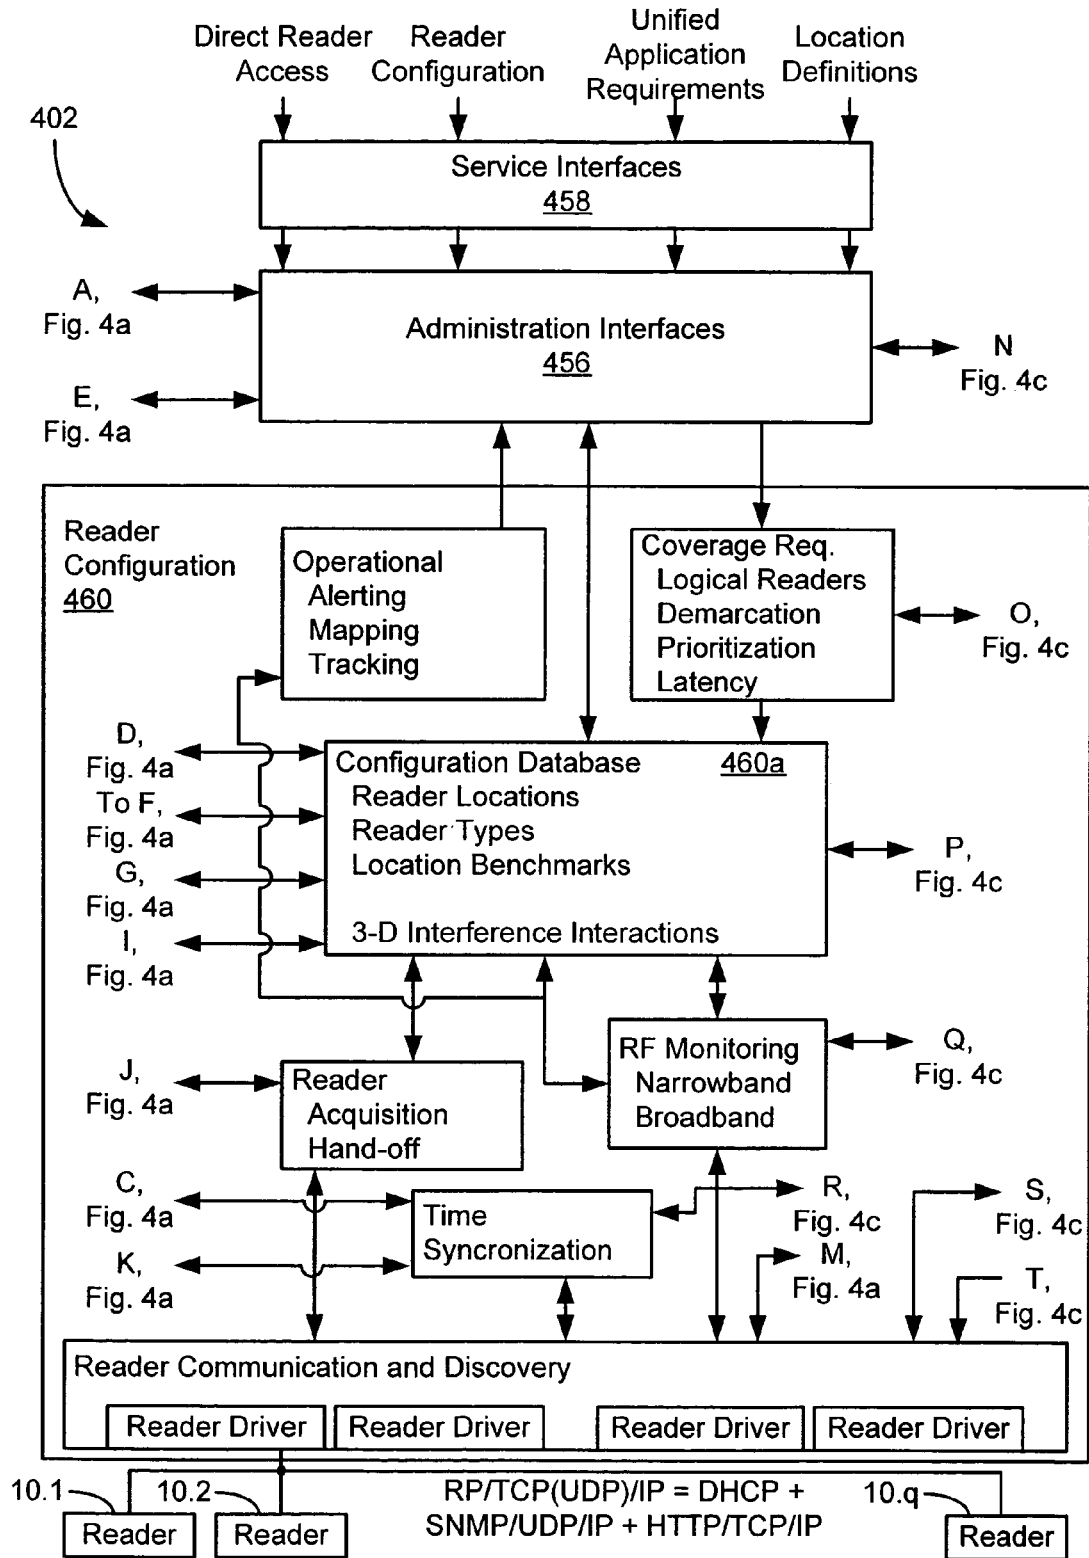 Direct Reader
Access
Reader
Configuration
Unified
Application
Requirements
Location
Definitions
402
Service Interfaces
458
A,
Fig. 4a
Administration Interfaces
456
N
Fig. 4c
E,
Fig. 4a
Reader
Configuration
460
Operational
Alerting
Mapping
Tracking
Coverage Req.
Logical Readers
Demarcation
Prioritization
Latency
O,
Fig. 4c
D,
Fig. 4a
To F,
Fig. 4a
G,
Fig. 4a
I,
Fig. 4a
Configuration Database
460a
Reader Locations
Reader Types
Location Benchmarks
3-D Interference Interactions
P,
Fig. 4c
J,
Fig. 4a
Reader
Acquisition
Hand-off
RF Monitoring
Narrowband
Broadband
Q,
Fig. 4c
C,
Fig. 4a
K,
Fig. 4a
Time
Syncronization
R,
Fig. 4c
M,
Fig. 4a
S,
Fig. 4c
T,
Fig. 4c
Reader Communication and Discovery
Reader Driver
Reader Driver
Reader Driver
Reader Driver
10.1
Reader
10.2
Reader
RP/TCP(UDP)/IP = DHCP +
SNMP/UDP/IP + HTTP/TCP/IP
10.q
Reader